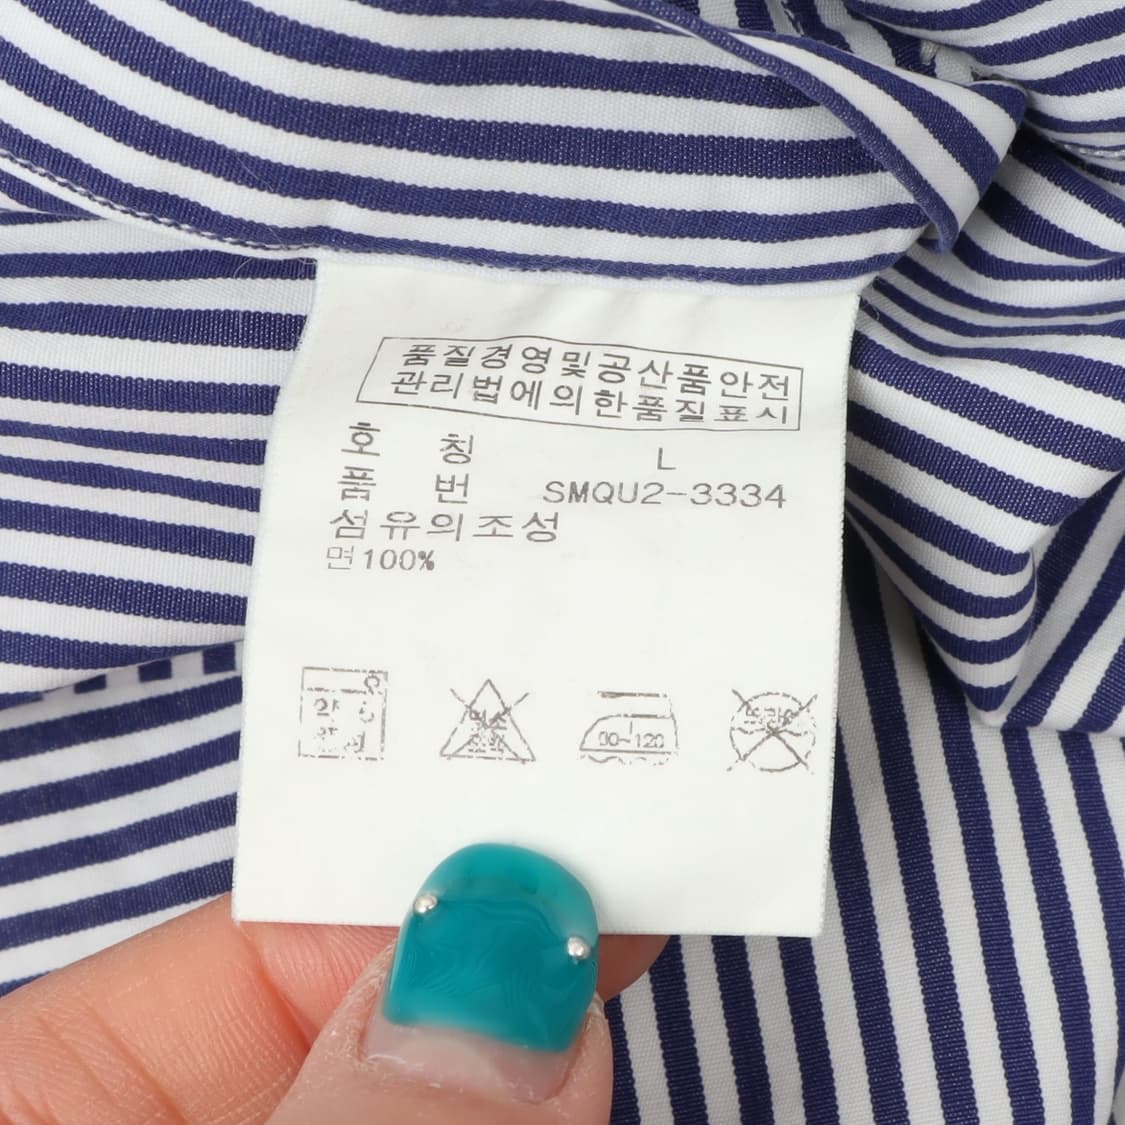 품질경영및공산품안전
관리법에의한품질표시
호 칭 L
품 번 SMQU2-3334
섬유의조성
면100%